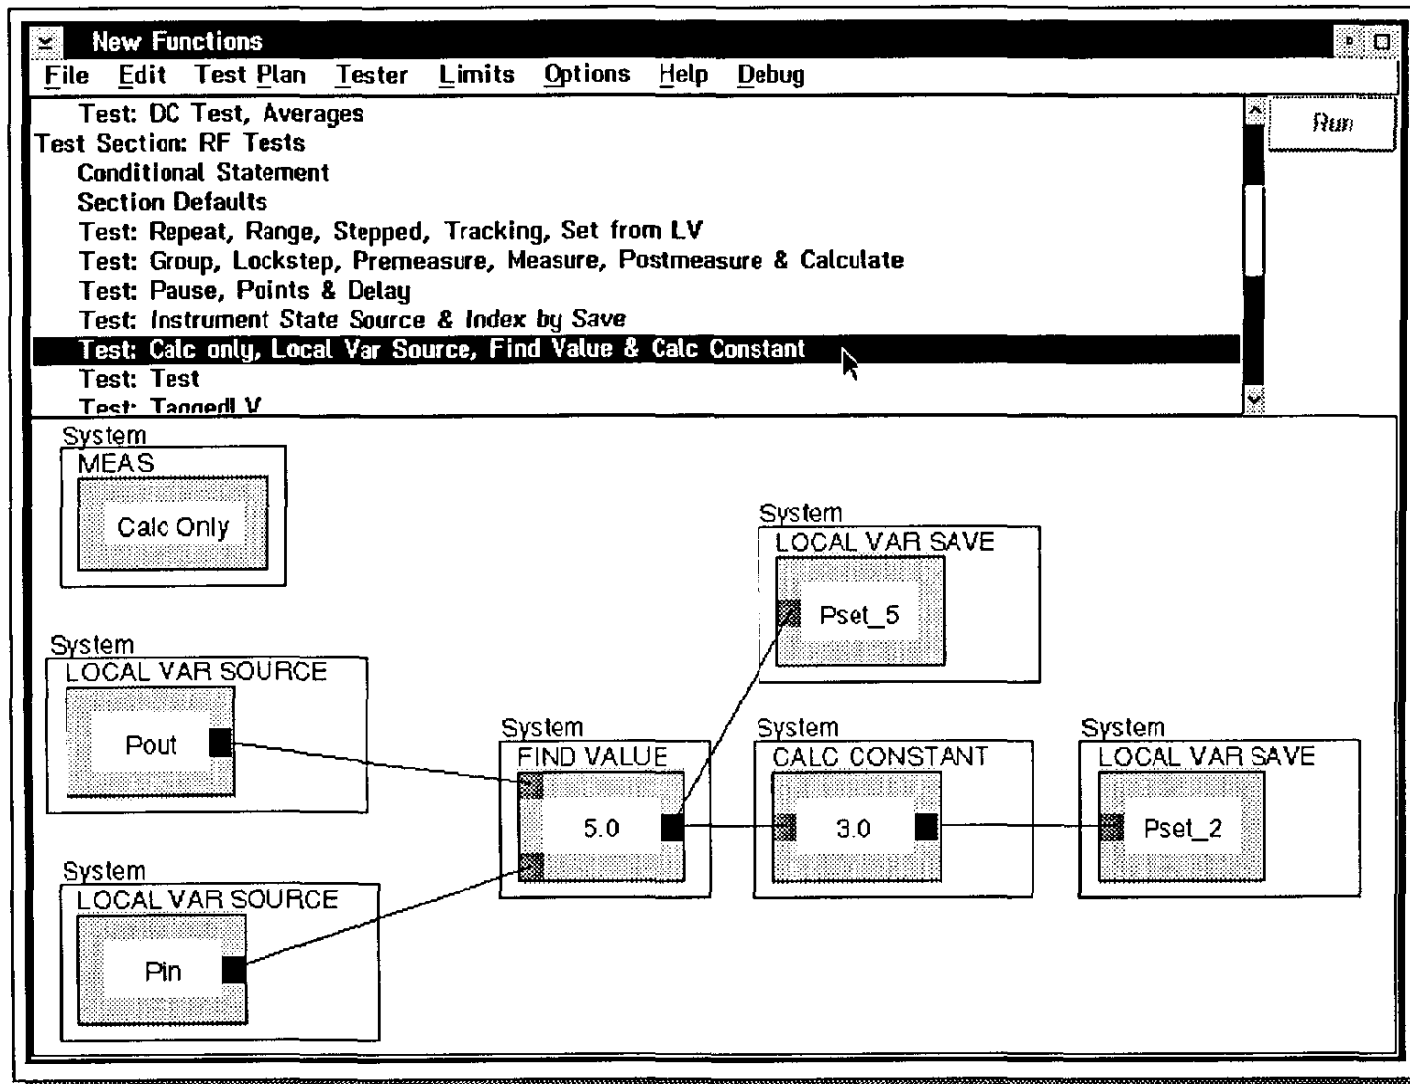 New Functions
File Edit Test Plan Tester Limits Options Help Debug
Test: DC Test, Averages
Run
Test Section: RF Tests
Conditional Statement
Section Defaults
Test: Repeat, Range, Stepped, Tracking, Set from LV
Test: Group, Lockstep, Premeasure, Measure, Postmeasure & Calculate
Test: Pause, Points & Delay
Test: Instrument State Source & Index by Save
Test: Calc only, Local Var Source, Find Value & Calc Constant
Test: Test
Test: TaggedLV
System
MEAS
Calc Only
System
LOCAL VAR SAVE
Pset_5
System
LOCAL VAR SOURCE
Pout
System
FIND VALUE
5.0
System
CALC CONSTANT
3.0
System
LOCAL VAR SAVE
Pset_2
System
LOCAL VAR SOURCE
Pin